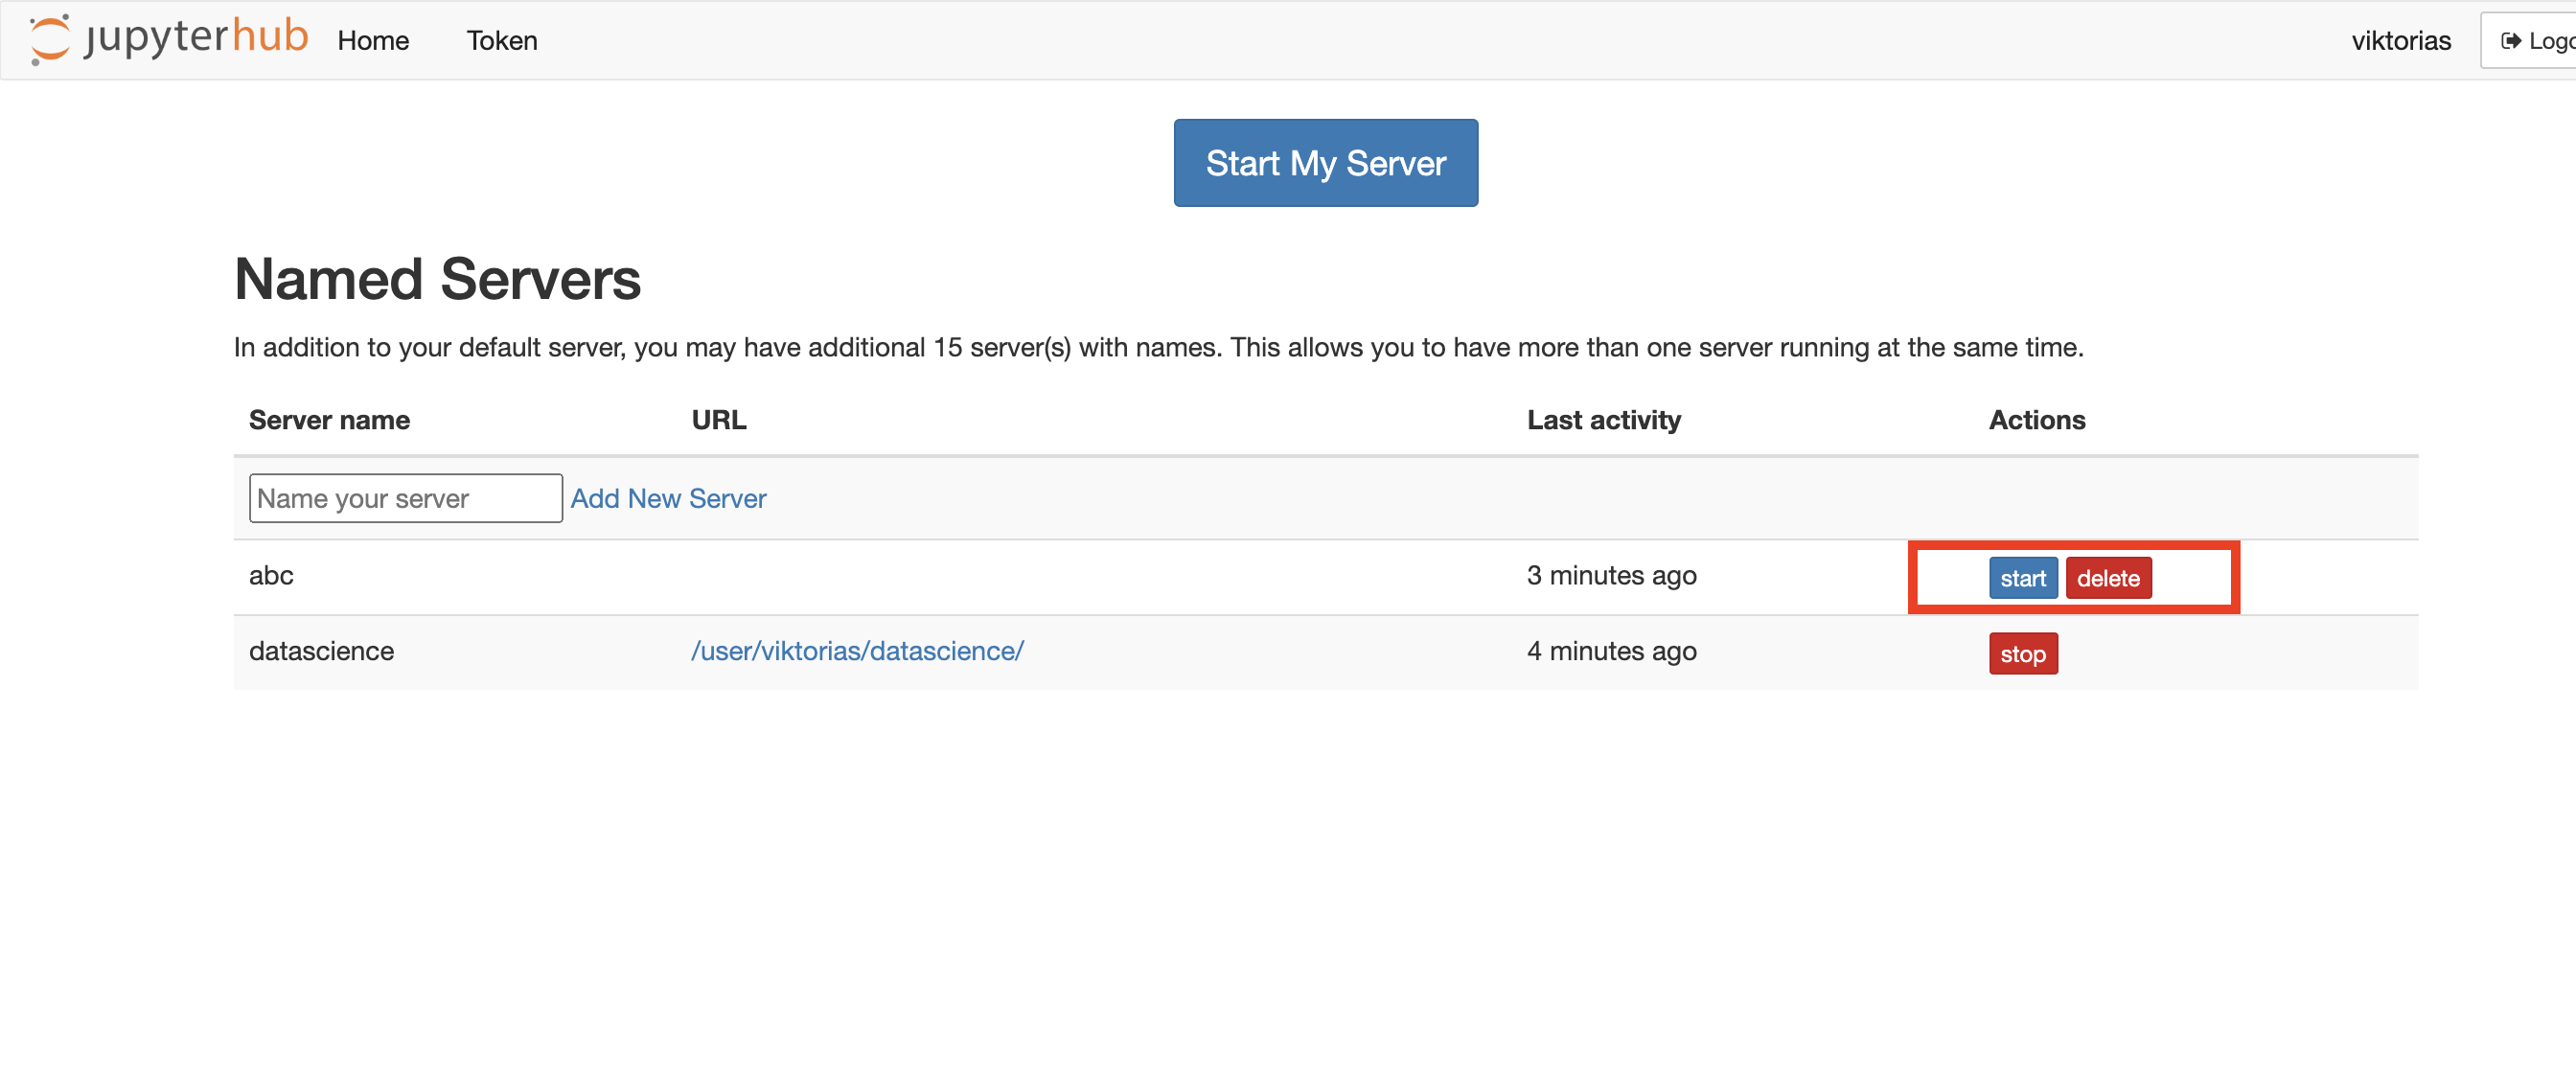 jupyterhub Home Token viktorias Logo
Start My Server
Named Servers
In addition to your default server, you may have additional 15 server(s) with names. This allows you to have more than one server running at the same time.
Server name URL Last activity Actions
Name your server Add New Server
abc 3 minutes ago start delete
datascience /user/viktorias/datascience/ 4 minutes ago stop